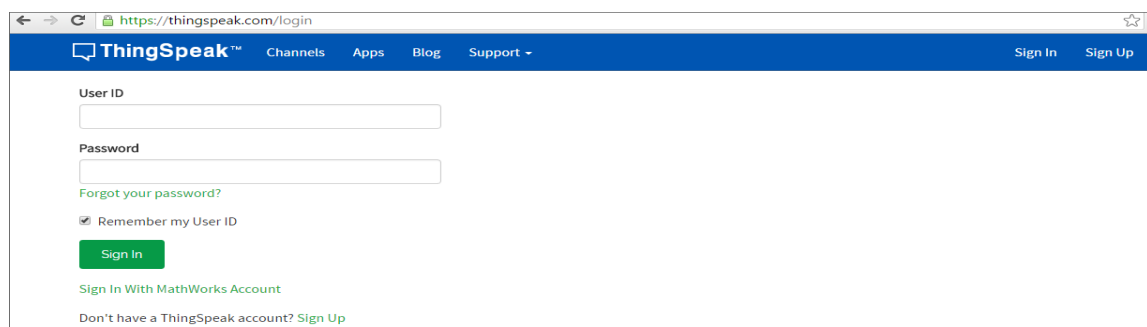 https://thingspeak.com/login
ThingSpeak™ Channels Apps Blog Support Sign In Sign Up
User ID
Password
Forgot your password?
Remember my User ID
Sign In
Sign In With MathWorks Account
Don't have a ThingSpeak account? Sign Up